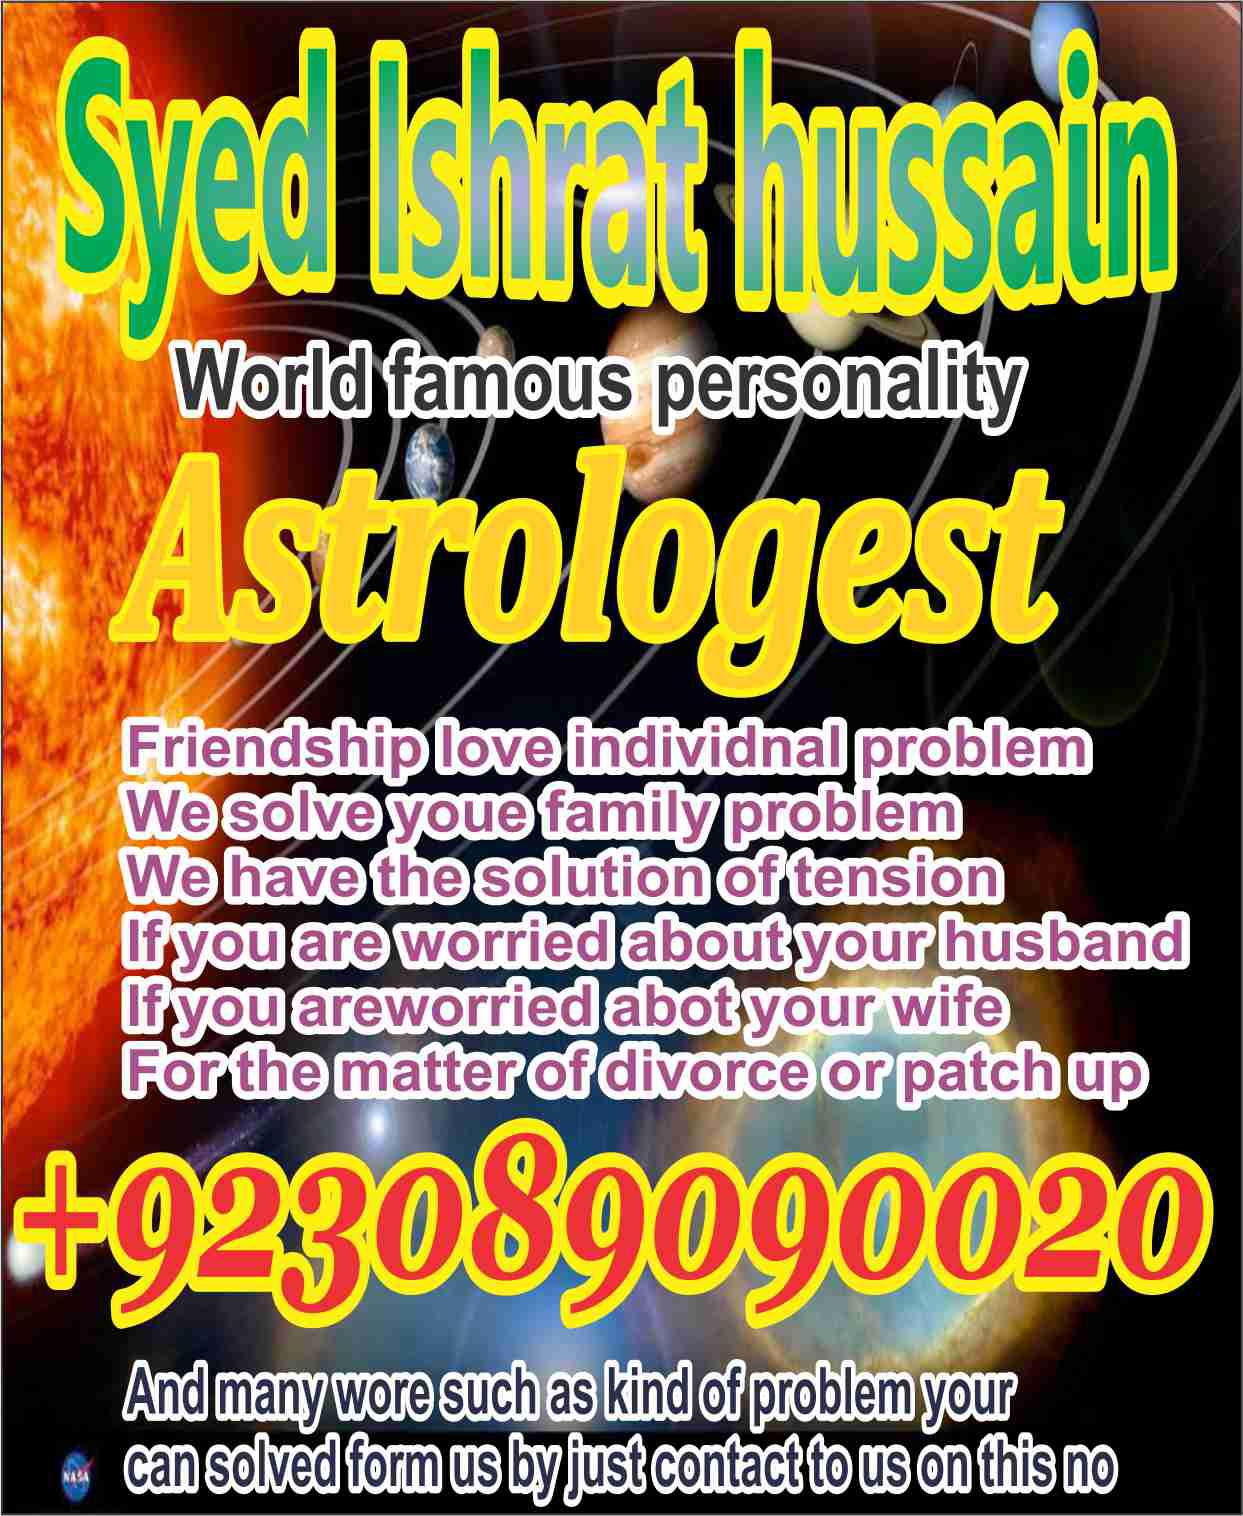 Syed Ishrat hussain
World famous personality
Astrologest
Friendship love individnal problem
We solve youe family problem
We have the solution of tension
If you are worried about your husband
If you areworried abot your wife
For the matter of divorce or patch up
+923089090020
And many wore such as kind of problem your
can solved form us by just contact to us on this no
NASA